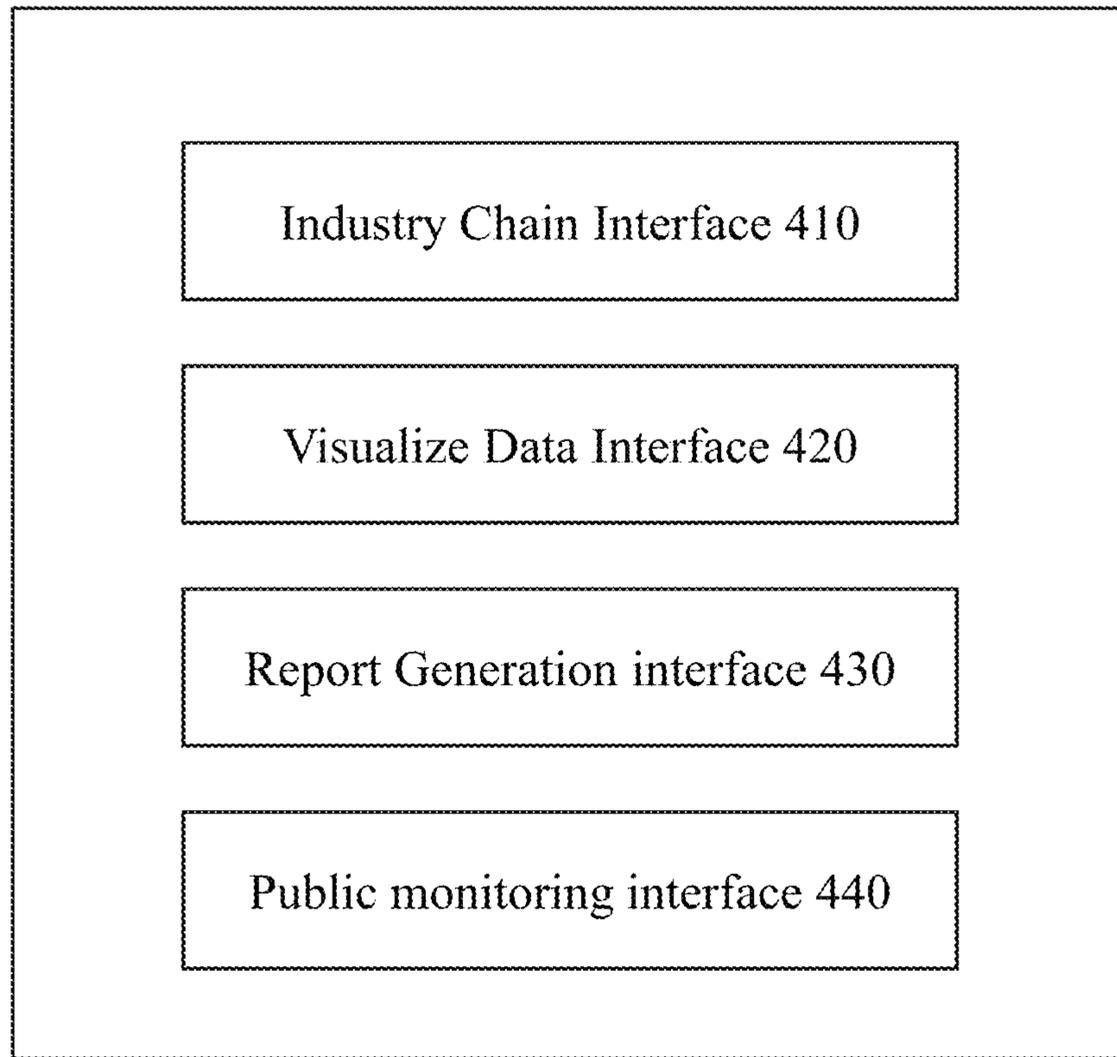 Industry Chain Interface 410
Visualize Data Interface 420
Report Generation interface 430
Public monitoring interface 440